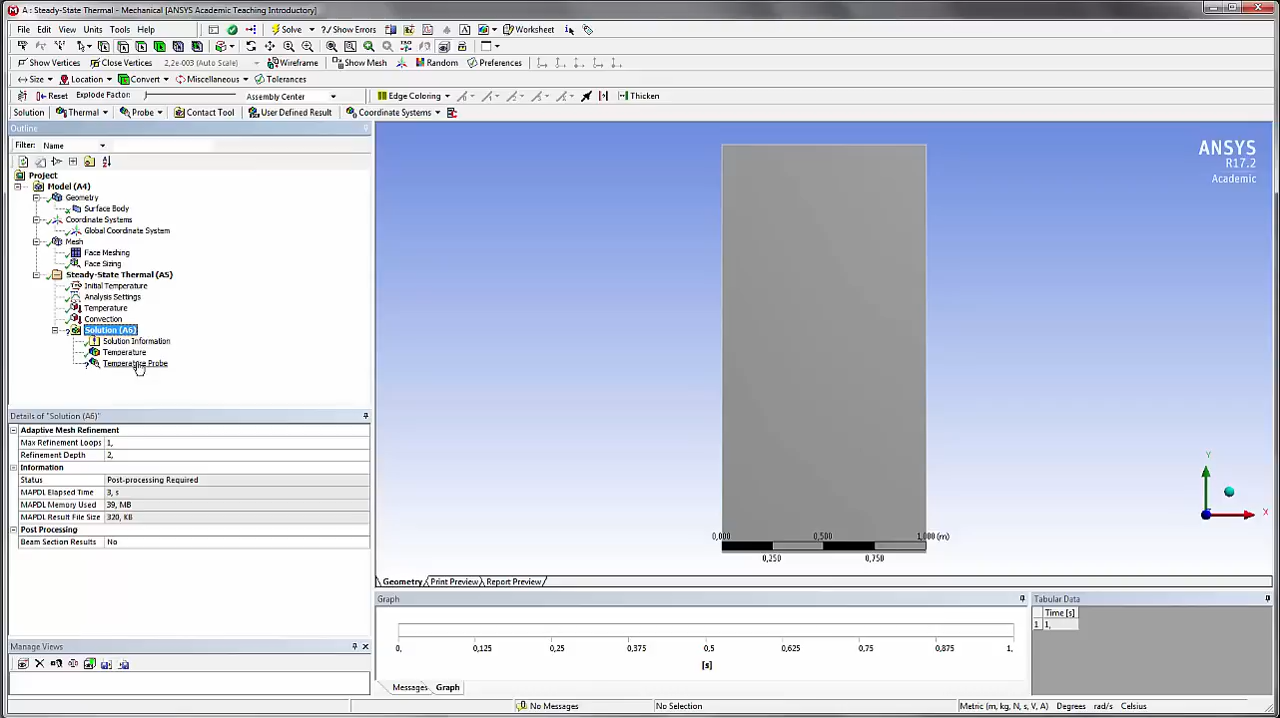 A : Steady-State Thermal - Mechanical [ANSYS Academic Teaching Introductory]
File Edit View Units Tools Help Solve ?/Show Errors A Worksheet
Show Vertices Close Vertices 2,2e-003 (Auto Scale) Wireframe Show Mesh Random Preferences
Size Location Convert Miscellaneous Tolerances
Reset Explode Factor: Assembly Center Edge Coloring Thicken
Solution Thermal Probe Contact Tool User Defined Result Coordinate Systems
Outline
Filter: Name
Project
Model (A4)
Geometry
Surface Body
Coordinate Systems
Global Coordinate System
Mesh
Face Meshing
Face Sizing
Steady-State Thermal (A5)
Initial Temperature
Analysis Settings
Temperature
Convection
Solution (A6)
Solution Information
Temperature
Temperature Probe
Details of "Solution (A6)"
Adaptive Mesh Refinement
Max Refinement Loops 1,
Refinement Depth 2,
Information
Status Post-processing Required
MAPDL Elapsed Time 3, s
MAPDL Memory Used 39, MB
MAPDL Result File Size 320, KB
Post Processing
Beam Section Results No
Manage Views
ANSYS
R17.2
Academic
Y
X
0,000 0,500 1,000 (m)
0,250 0,750
Geometry Print Preview Report Preview
Graph
0, 0,125 0,25 0,375 0,5 0,625 0,75 0,875 1,
[s]
Messages Graph
Tabular Data
Time [s]
1 1,
No Messages No Selection Metric (m, kg, N, s, V, A) Degrees rad/s Celsius